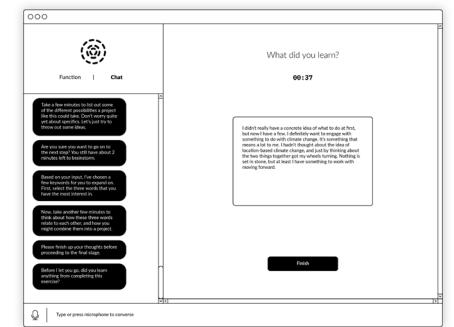 Function | Chat
Take a few minutes to list out some
of the different possibilities a project
like this could take. Don't worry quite
yet about specifics. Let's just try to
throw out some ideas.
Are you sure you want to go on to
the next step? You still have about 2
minutes left to brainstorm.
Based on your input, I've chosen a
few keywords for you to expand on.
First, select the three words that you
have the most interest in.
Now, take another few minutes to
think about how these three words
relate to each other, and how you
might combine them into a project.
Please finish up your thoughts before
proceeding to the final stage.
Before I let you go, did you learn
anything from completing this
exercise?
Type or press microphone to converse
What did you learn?
00:37
I didn't really have a concrete idea of what to do at first,
but now I have a few. I definitely want to engage with
something to do with climate change. It's something that
means a lot to me. I hadn't thought about the idea of
location-based climate change, and just by thinking about
the two things together got my wheels turning. Nothing is
set in stone, but at least I have something to work with
moving forward.
Finish